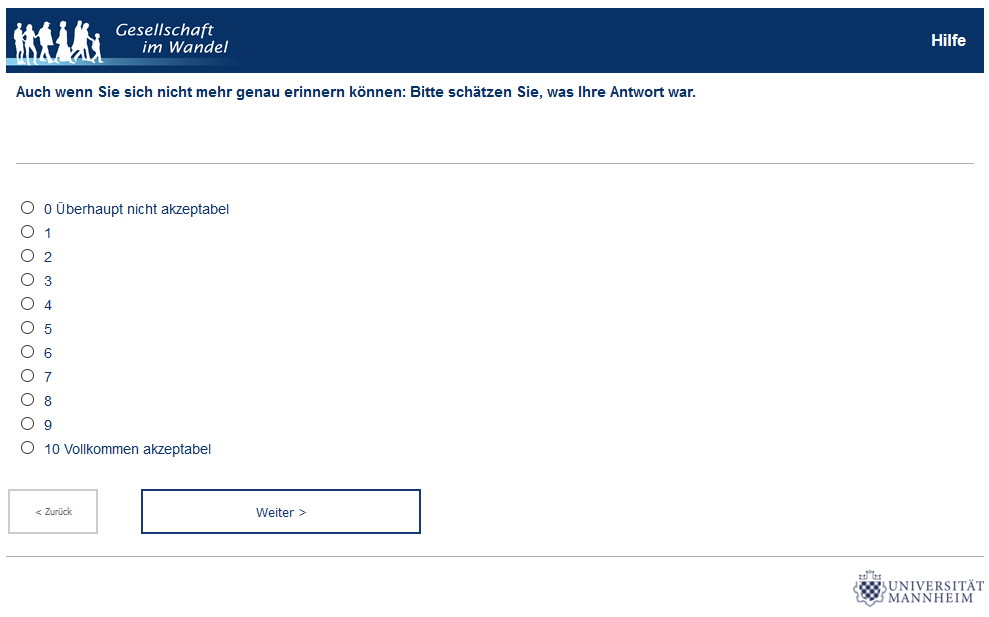 Gesellschaft
im Wandel
Hilfe
Auch wenn Sie sich nicht mehr genau erinnern können: Bitte schätzen Sie, was Ihre Antwort war.
0 Überhaupt nicht akzeptabel
1
2
3
4
5
6
7
8
9
10 Vollkommen akzeptabel
< Zurück
Weiter >
UNIVERSITÄT
MANNHEIM